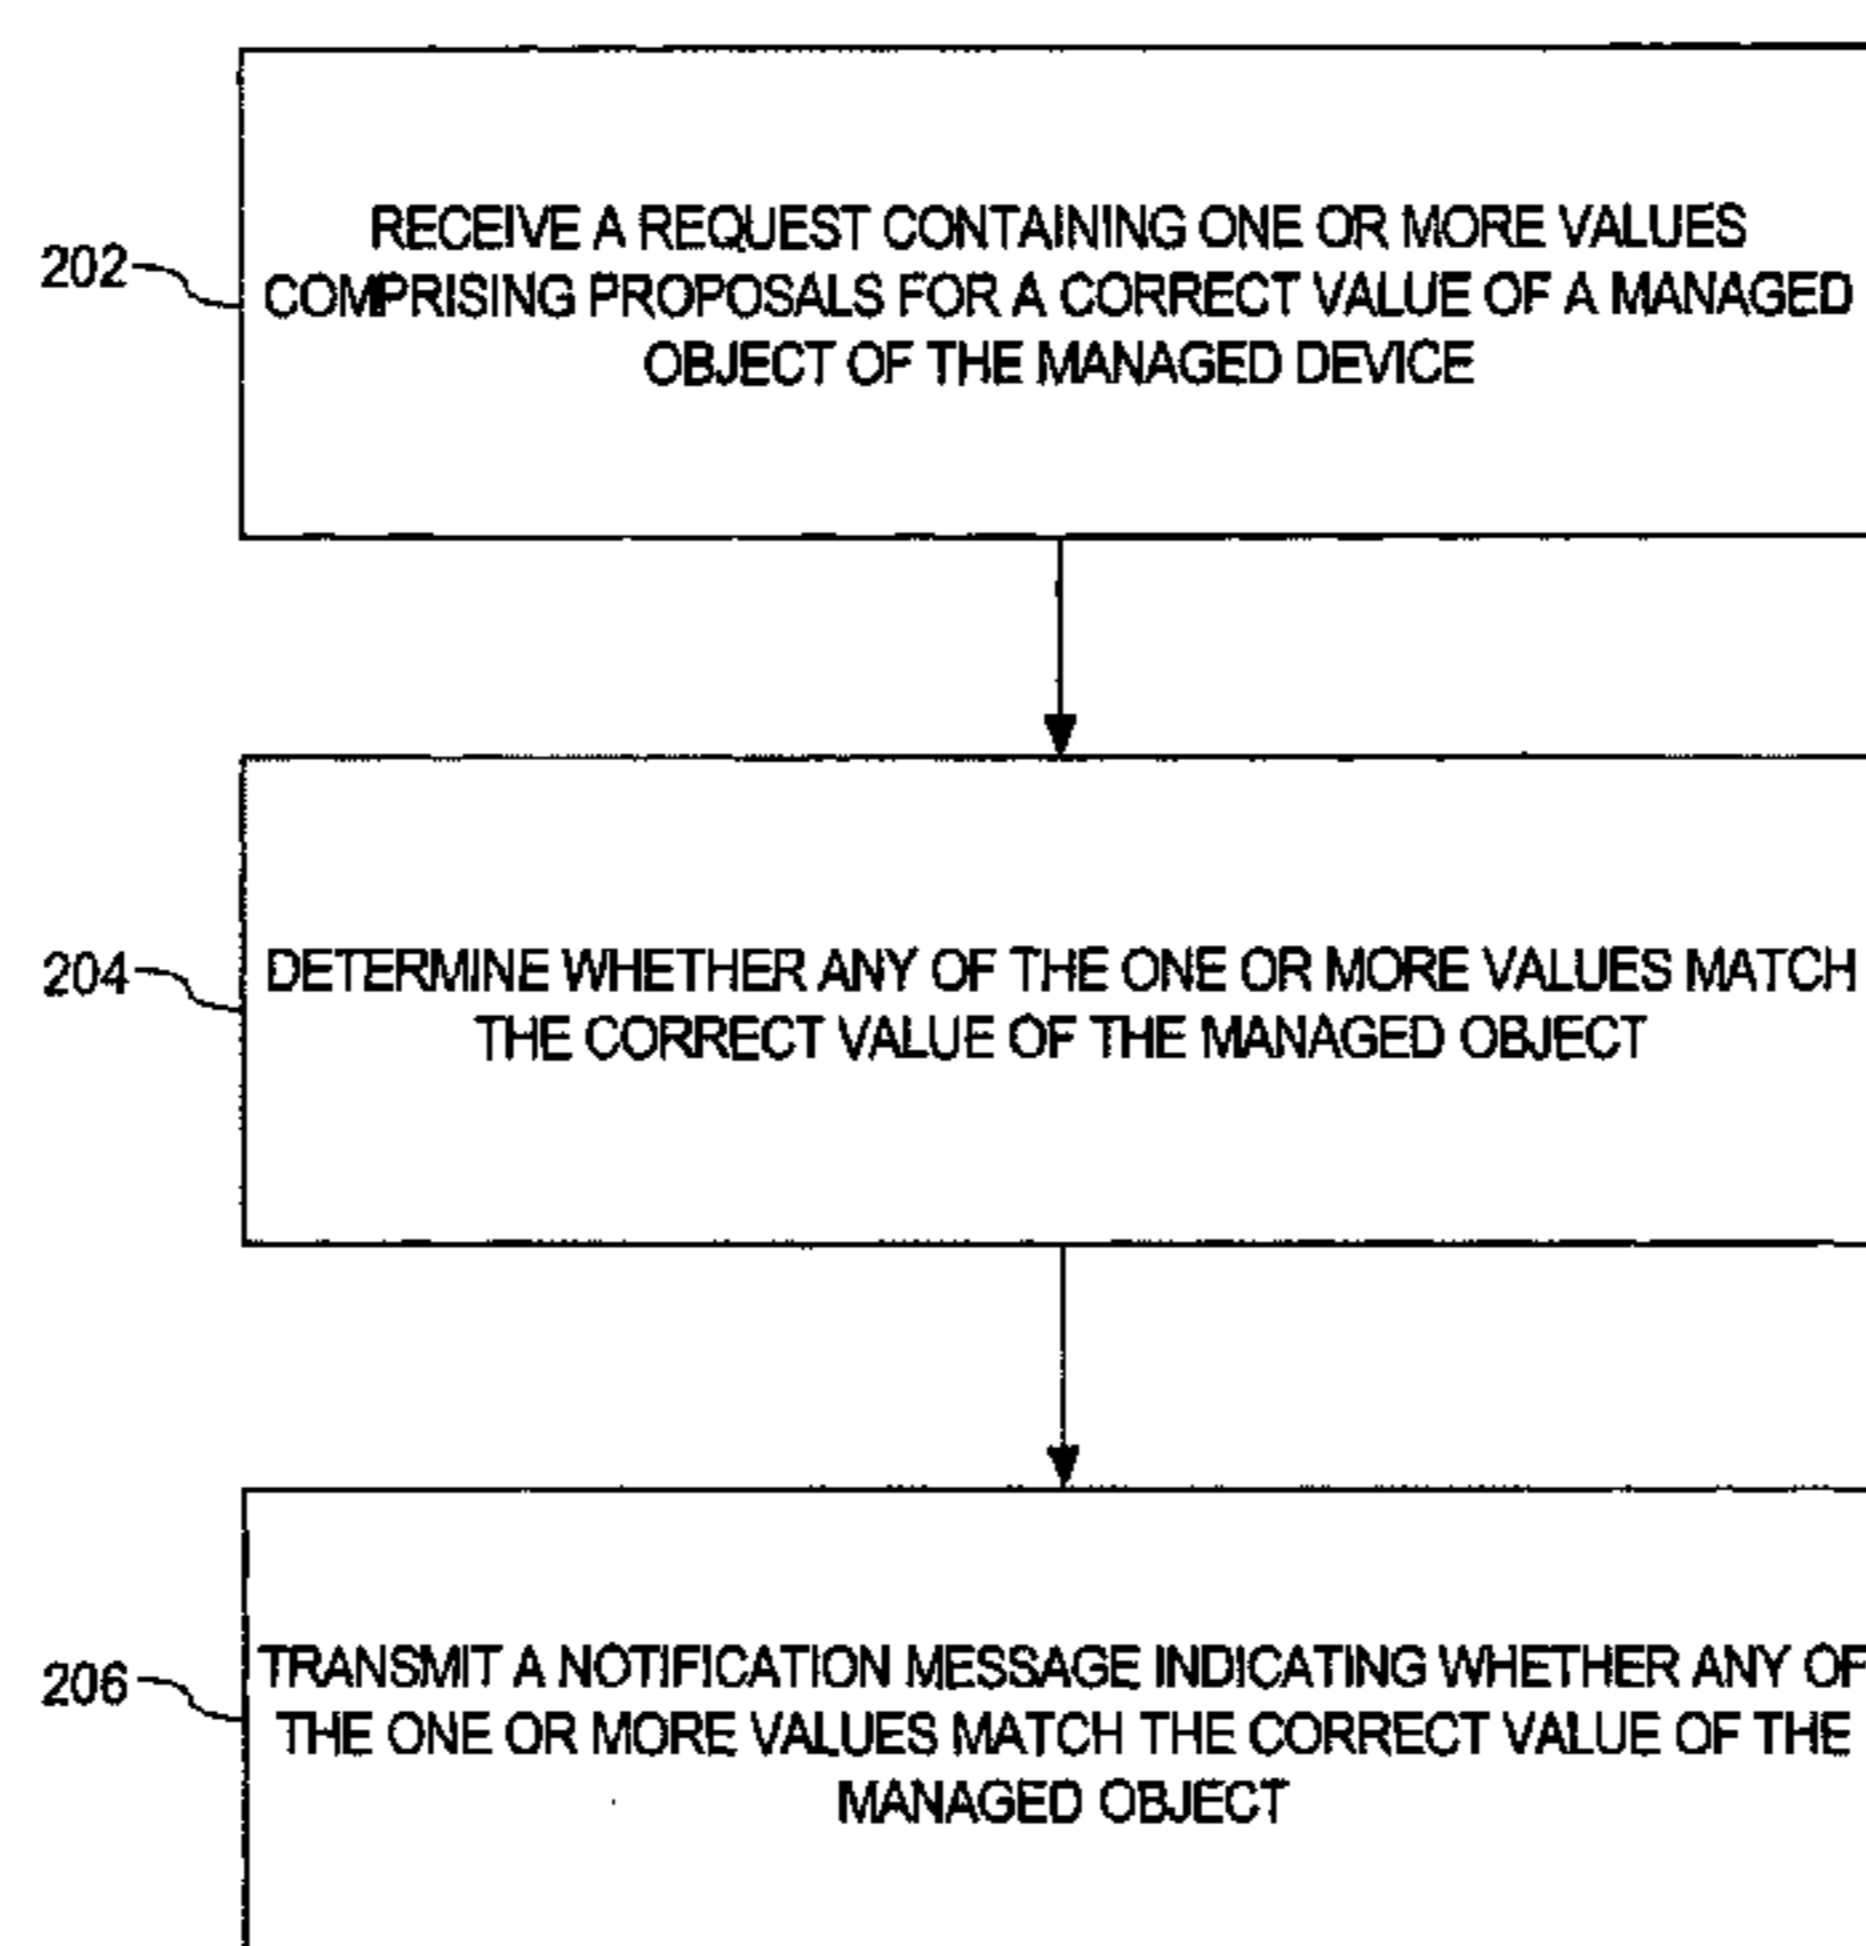 RECEIVE A REQUEST CONTAINING ONE OR MORE VALUES
202 COMPRISING PROPOSALS FOR A CORRECT VALUE OF A MANAGED
OBJECT OF THE MANAGED DEVICE
204 DETERMINE WHETHER ANY OF THE ONE OR MORE VALUES MATCH
THE CORRECT VALUE OF THE MANAGED OBJECT
206 TRANSMIT A NOTIFICATION MESSAGE INDICATING WHETHER ANY OF
THE ONE OR MORE VALUES MATCH THE CORRECT VALUE OF THE
MANAGED OBJECT